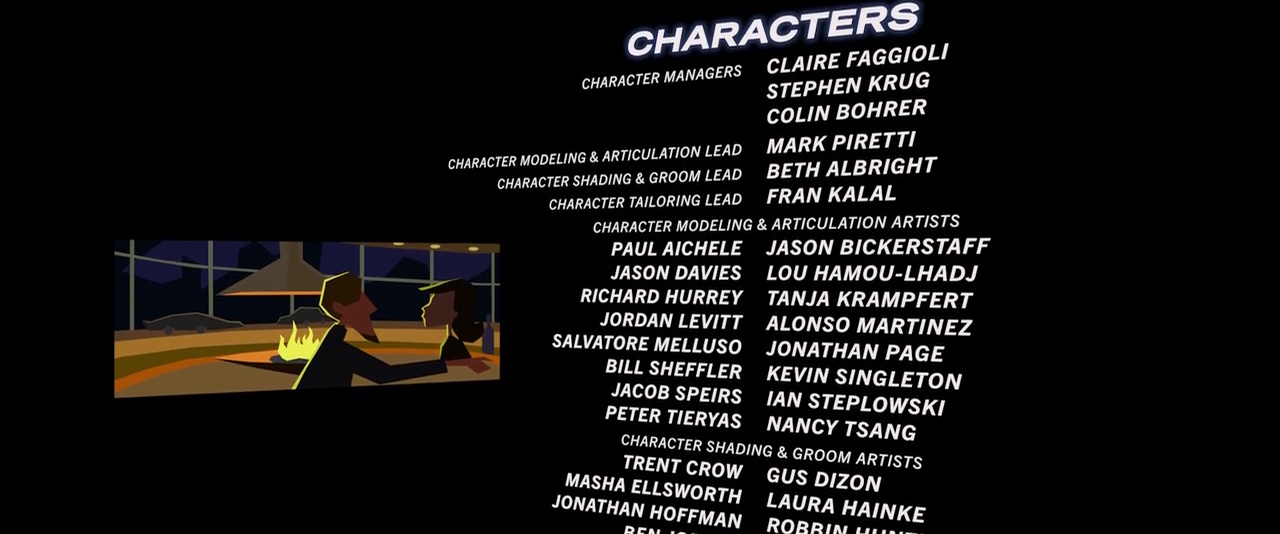 CHARACTERS
CHARACTER MANAGERS CLAIRE FAGGIOLI
STEPHEN KRUG
COLIN BOHRER
CHARACTER MODELING & ARTICULATION LEAD MARK PIRETTI
CHARACTER SHADING & GROOM LEAD BETH ALBRIGHT
CHARACTER TAILORING LEAD FRAN KALAL
CHARACTER MODELING & ARTICULATION ARTISTS
PAUL AICHELE JASON BICKERSTAFF
JASON DAVIES LOU HAMOU-LHADJ
RICHARD HURREY TANJA KRAMPFERT
JORDAN LEVITT ALONSO MARTINEZ
SALVATORE MELLUSO JONATHAN PAGE
BILL SHEFFLER KEVIN SINGLETON
JACOB SPEIRS IAN STEPLOWSKI
PETER TIERYAS NANCY TSANG
CHARACTER SHADING & GROOM ARTISTS
TRENT CROW GUS DIZON
MASHA ELLSWORTH LAURA HAINKE
JONATHAN HOFFMAN ROBBIN
BEN